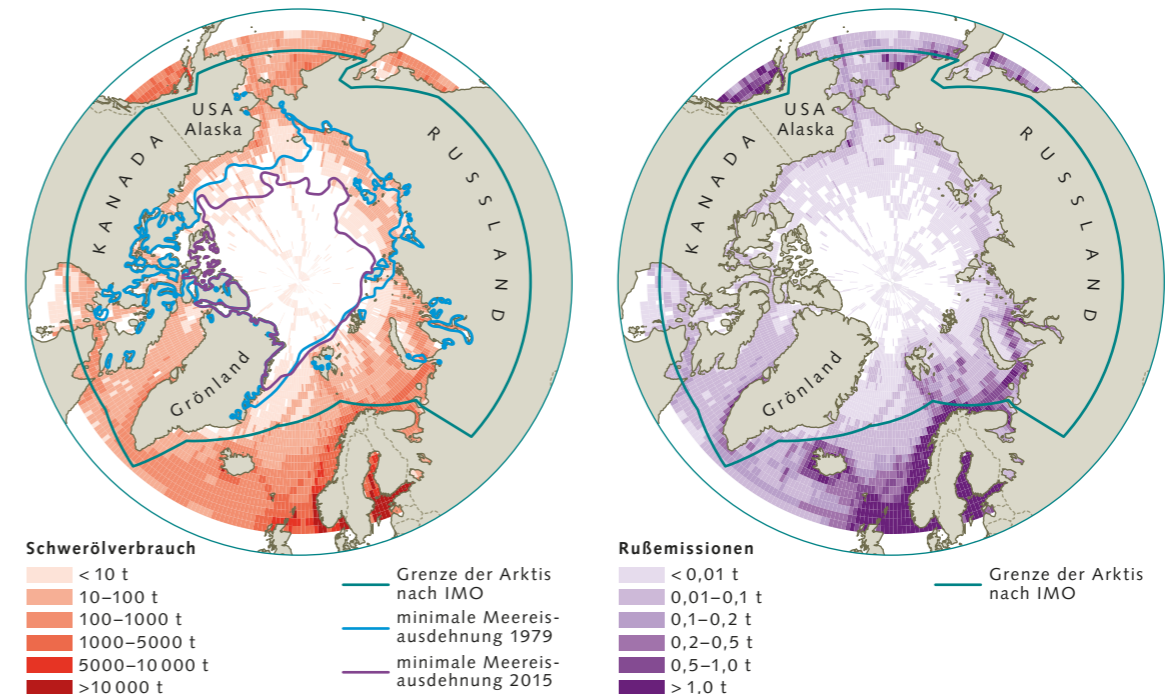 USA
Alaska
KANADA
RUSSLAND
Grönland
USA
Alaska
KANADA
RUSSLAND
Grönland
Schwerölverbrauch
< 10 t
10–100 t
100–1000 t
1000–5000 t
5000–10 000 t
>10 000 t
Grenze der Arktis
nach IMO
minimale Meereis-
ausdehnung 1979
minimale Meereis-
ausdehnung 2015
Rußemissionen
< 0,01 t
0,01–0,1 t
0,1–0,2 t
0,2–0,5 t
0,5–1,0 t
> 1,0 t
Grenze der Arktis
nach IMO